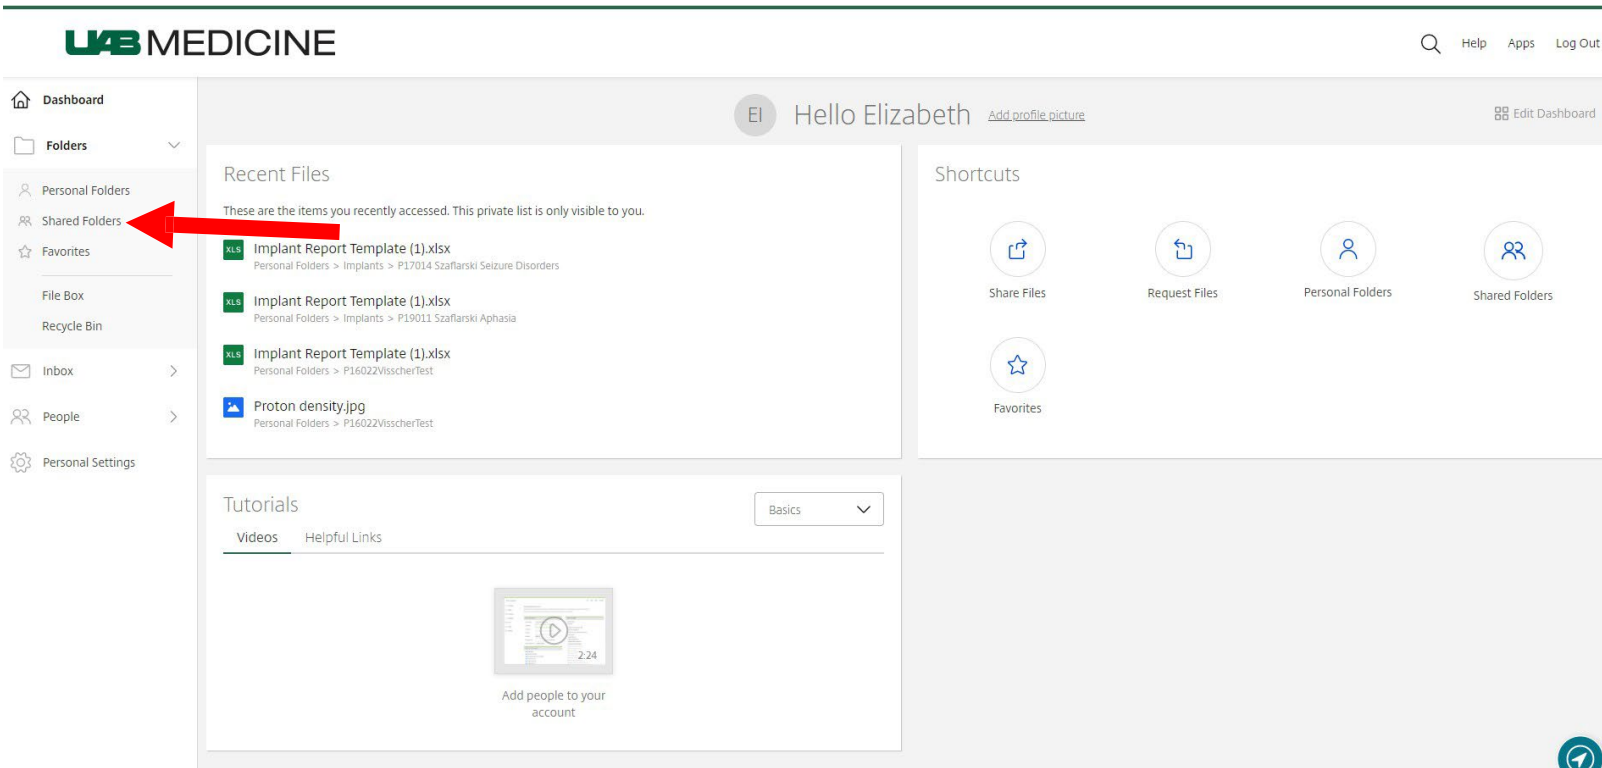 UAB MEDICINE
Help Apps Log Out
Dashboard
Folders
Personal Folders
Shared Folders
Favorites
File Box
Recycle Bin
Inbox
People
Personal Settings
EI Hello Elizabeth Add profile picture
Edit Dashboard
Recent Files
These are the items you recently accessed. This private list is only visible to you.
XLS Implant Report Template (1).xlsx
Personal Folders > Implants > P17014 Szaflarski Seizure Disorders
XLS Implant Report Template (1).xlsx
Personal Folders > Implants > P19011 Szaflarski Aphasia
XLS Implant Report Template (1).xlsx
Personal Folders > P16022VisscherTest
Proton density.jpg
Personal Folders > P16022VisscherTest
Shortcuts
Share Files
Request Files
Personal Folders
Shared Folders
Favorites
Tutorials
Basics
Videos Helpful Links
2:24
Add people to your
account